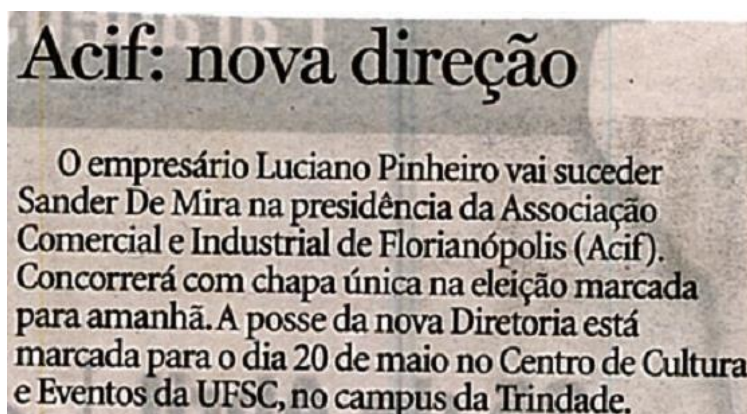 Acif: nova direção
O empresário Luciano Pinheiro vai suceder
Sander De Mira na presidência da Associação
Comercial e Industrial de Florianópolis (Acif).
Concorrerá com chapa única na eleição marcada
para amanhã. A posse da nova Diretoria está
marcada para o dia 20 de maio no Centro de Cultura
e Eventos da UFSC, no campus da Trindade.